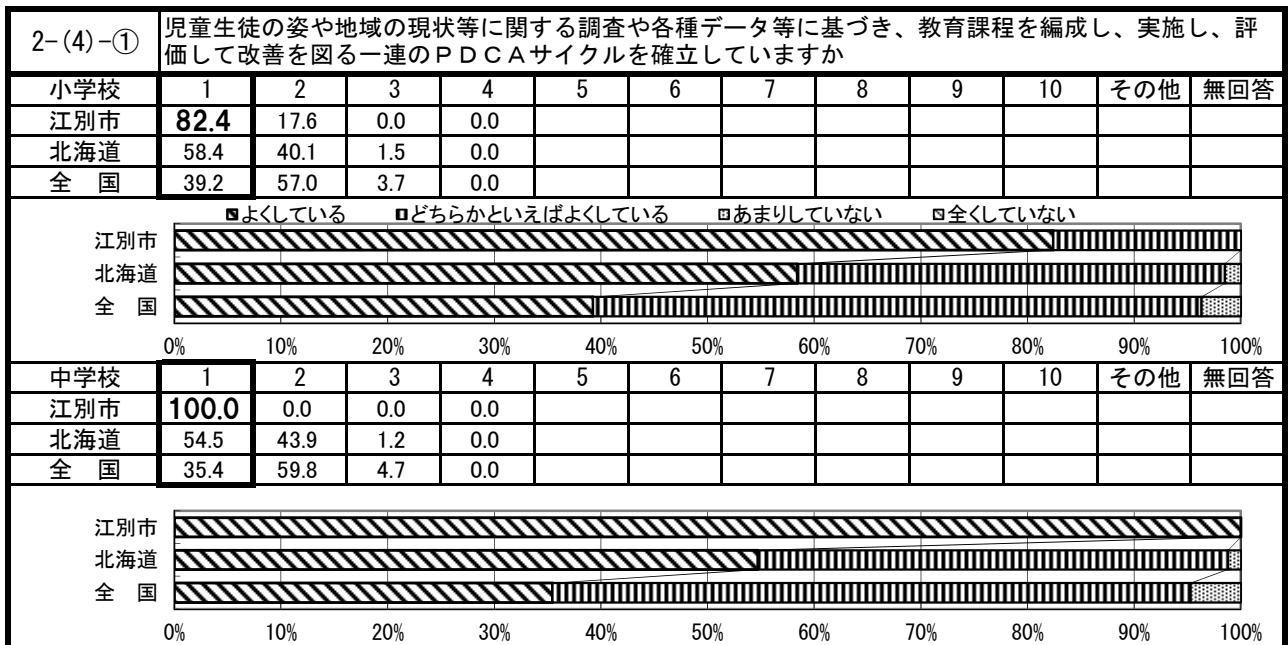 2-(4)-① 児童生徒の姿や地域の現状等に関する調査や各種データ等に基づき、教育課程を編成し、実施し、評
価して改善を図る一連のＰＤＣＡサイクルを確立していますか
小学校 1 2 3 4 5 6 7 8 9 10 その他 無回答
江別市 82.4 17.6 0.0 0.0
北海道 58.4 40.1 1.5 0.0
全　国 39.2 57.0 3.7 0.0
よくしている どちらかといえばよくしている あまりしていない 全くしていない
江別市
北海道
全　国
0% 10% 20% 30% 40% 50% 60% 70% 80% 90% 100%
中学校 1 2 3 4 5 6 7 8 9 10 その他 無回答
江別市 100.0 0.0 0.0 0.0
北海道 54.5 43.9 1.2 0.0
全　国 35.4 59.8 4.7 0.0
江別市
北海道
全　国
0% 10% 20% 30% 40% 50% 60% 70% 80% 90% 100%